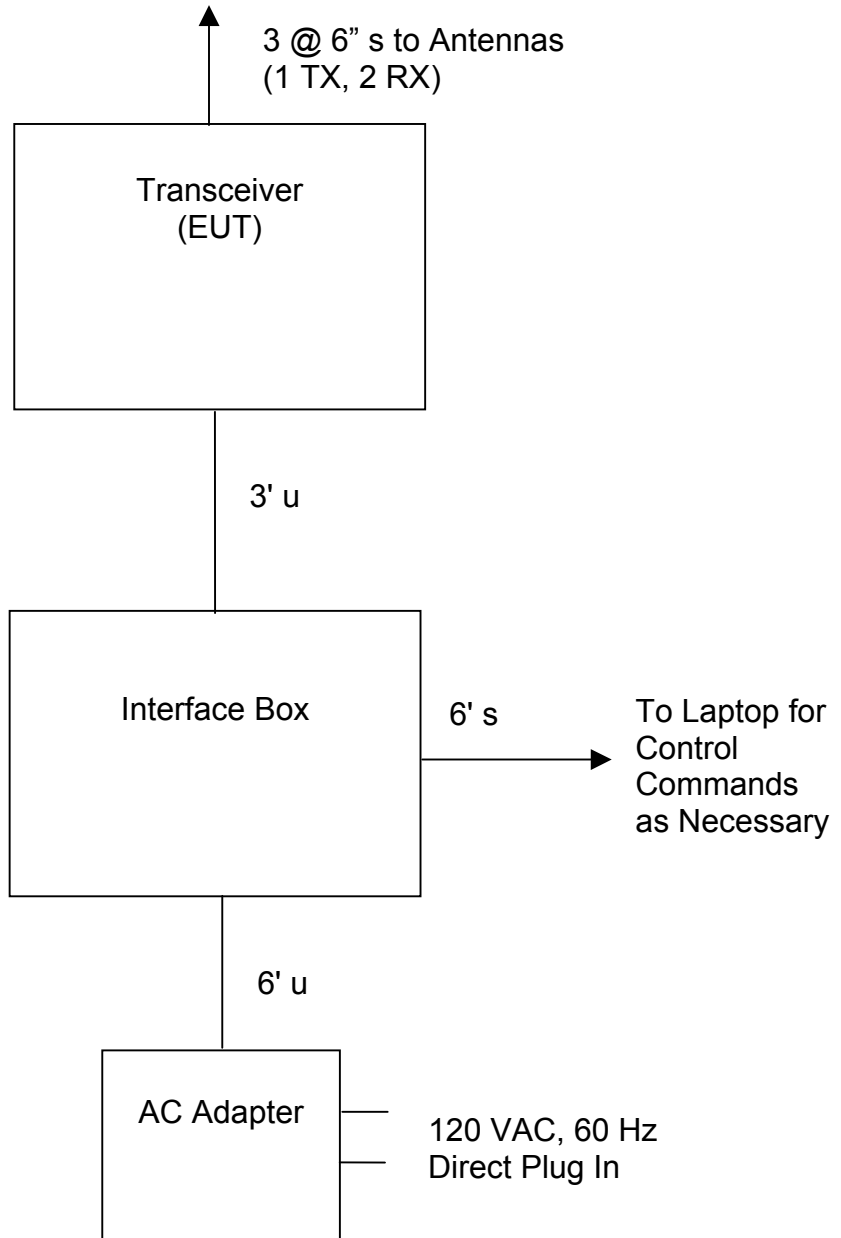 3 @ 6” s to Antennas
(1 TX, 2 RX)
Transceiver
(EUT)
3' u
Interface Box
6' s
To Laptop for
Control
Commands
as Necessary
6' u
AC Adapter
120 VAC, 60 Hz
Direct Plug In